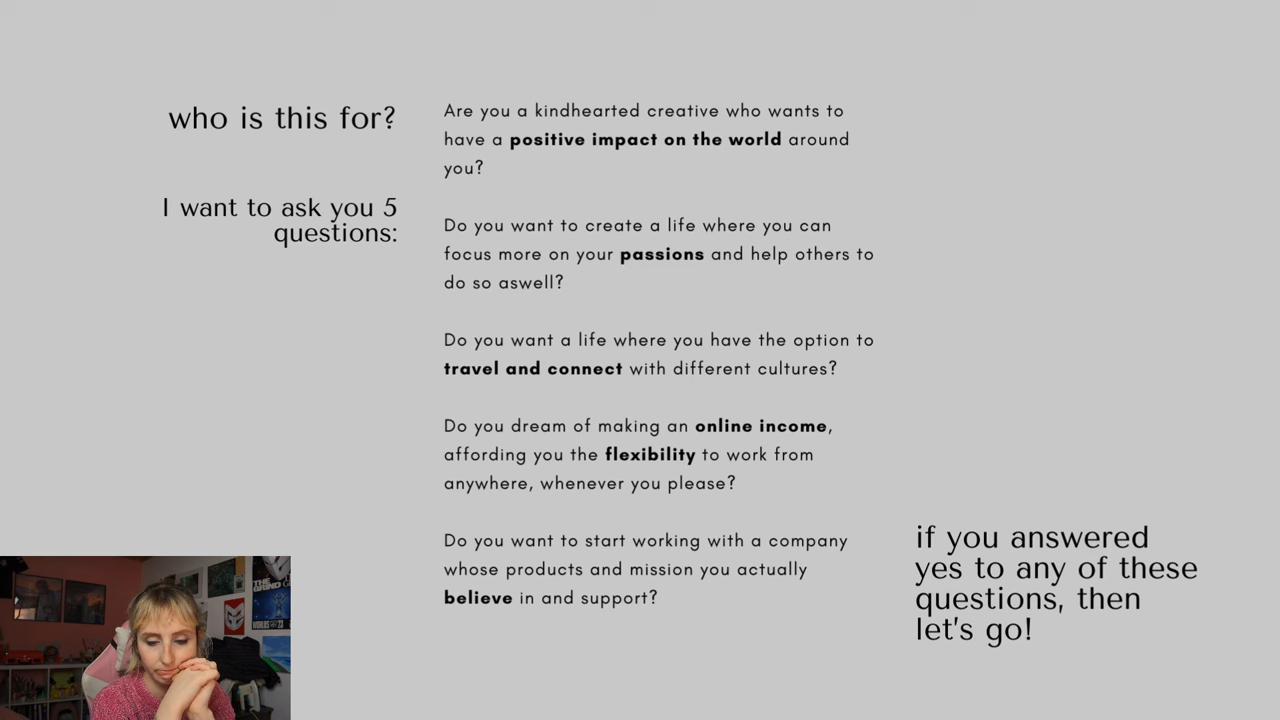 who is this for?
I want to ask you 5
questions:
Are you a kindhearted creative who wants to
have a positive impact on the world around
you?
Do you want to create a life where you can
focus more on your passions and help others to
do so aswell?
Do you want a life where you have the option to
travel and connect with different cultures?
Do you dream of making an online income,
affording you the flexibility to work from
anywhere, whenever you please?
Do you want to start working with a company
whose products and mission you actually
believe in and support?
if you answered
yes to any of these
questions, then
let's go!
THE
GRIND
WORLDS 23